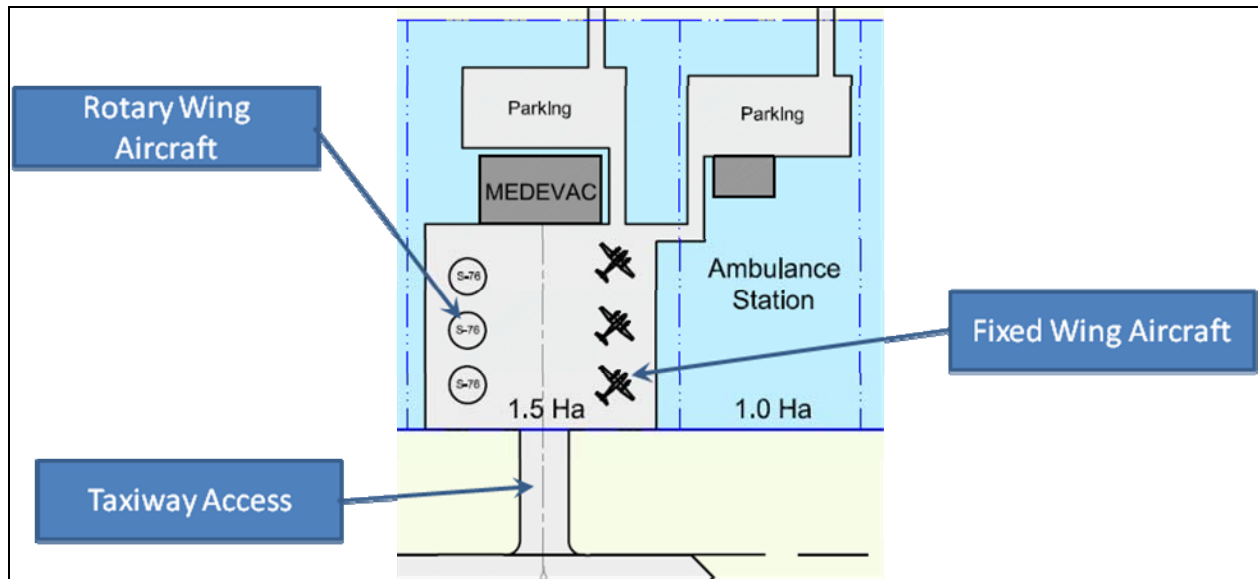 Rotary Wing
Aircraft
Parking
Parking
MEDEVAC
S-76
S-76
S-76
Ambulance
Station
Fixed Wing Aircraft
1.5 Ha
1.0 Ha
Taxiway Access